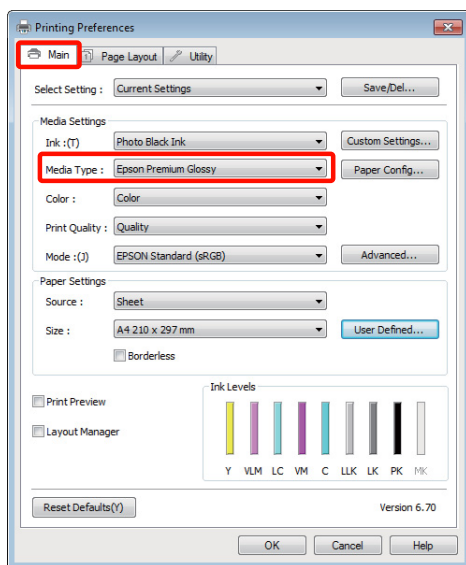 Printing Preferences
Main Page Layout Utility
Select Setting : Current Settings Save/Del...
Media Settings
Ink :(T) Photo Black Ink Custom Settings...
Media Type : Epson Premium Glossy Paper Config...
Color : Color
Print Quality : Quality
Mode :(J) EPSON Standard (sRGB) Advanced...
Paper Settings
Source : Sheet
Size : A4 210 x 297 mm User Defined...
Borderless
Ink Levels
Print Preview
Layout Manager
Y VLM LC VM C LLK LK PK MK
Reset Defaults(Y) Version 6.70
OK Cancel Help